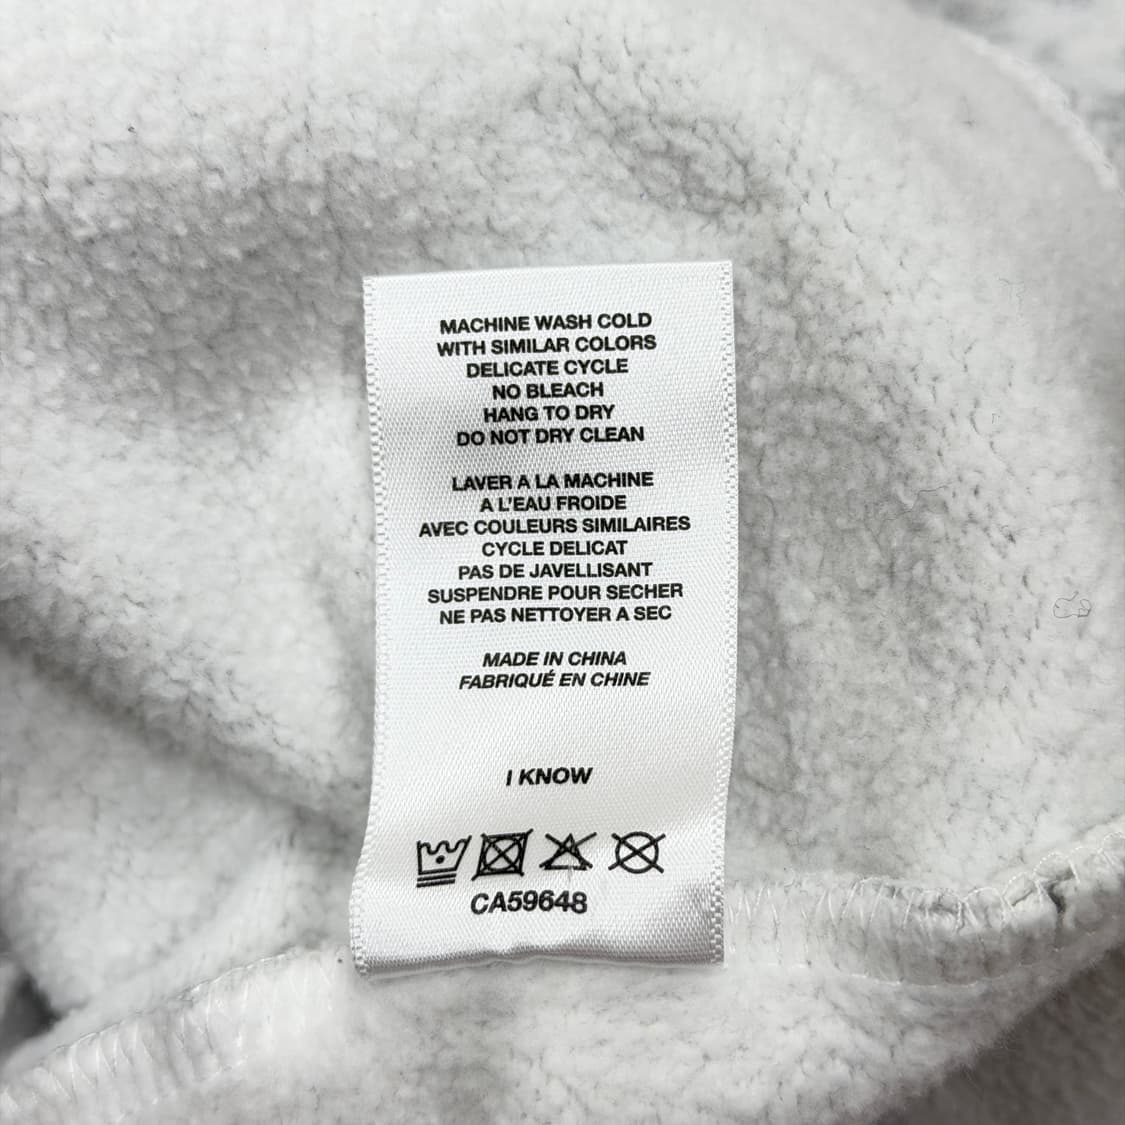 MACHINE WASH COLD
WITH SIMILAR COLORS
DELICATE CYCLE
NO BLEACH
HANG TO DRY
DO NOT DRY CLEAN
LAVER A LA MACHINE
A L'EAU FROIDE
AVEC COULEURS SIMILAIRES
CYCLE DELICAT
PAS DE JAVELLISANT
SUSPENDRE POUR SECHER
NE PAS NETTOYER A SEC
MADE IN CHINA
FABRIQUÉ EN CHINE
I KNOW
CA59648